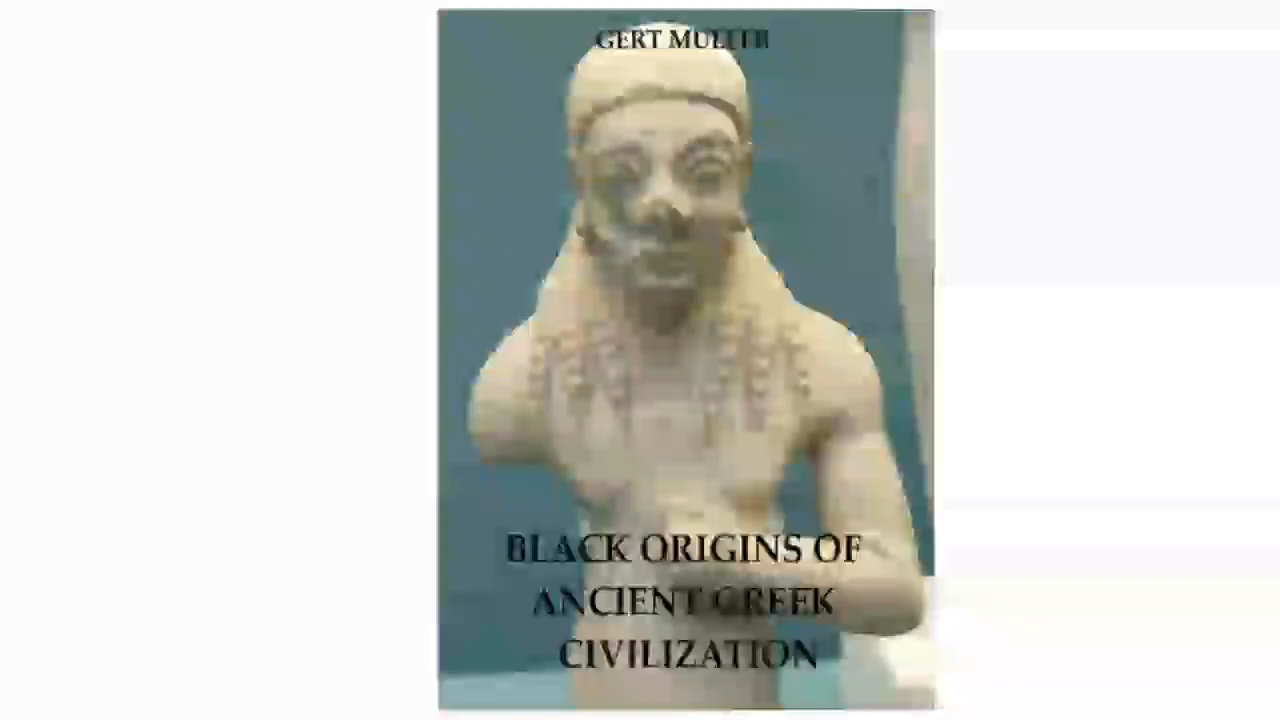 GERT MULLER
BLACK ORIGINS OF
ANCIENT GREEK
CIVILIZATION